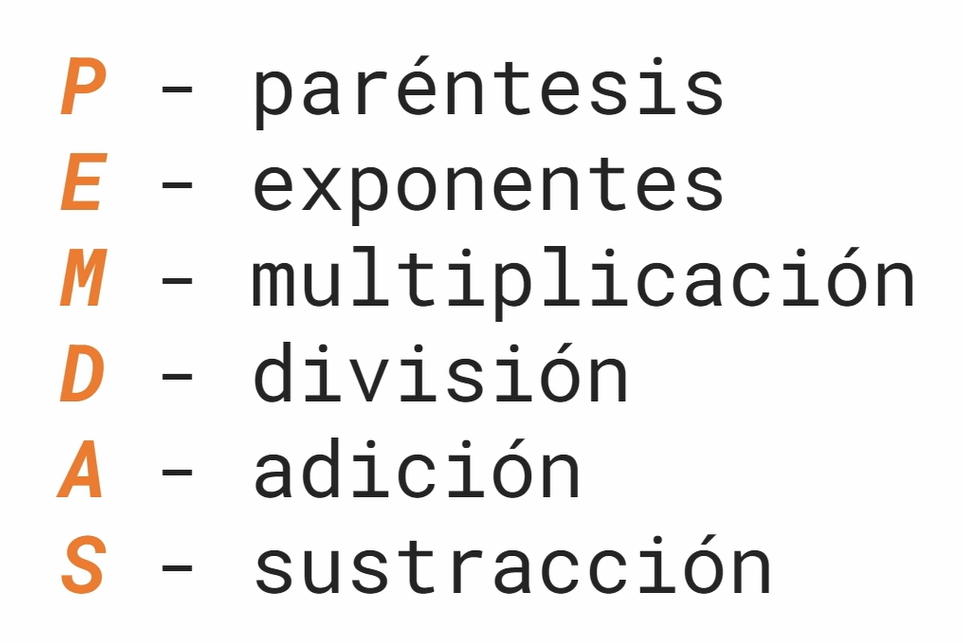 P - paréntesis
E - exponentes
M - multiplicación
D - división
A - adición
S - sustracción